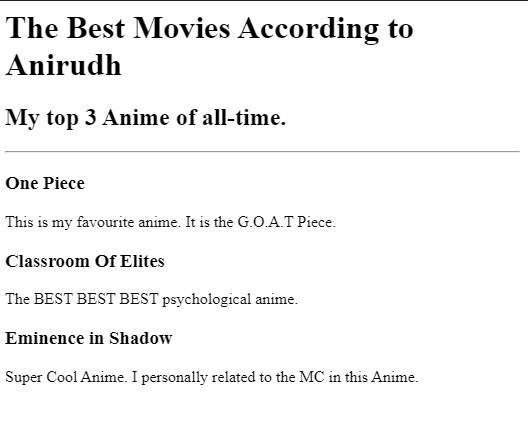 The Best Movies According to
Anirudh
My top 3 Anime of all-time.
One Piece
This is my favourite anime. It is the G.O.A.T Piece.
Classroom Of Elites
The BEST BEST BEST psychological anime.
Eminence in Shadow
Super Cool Anime. I personally related to the MC in this Anime.